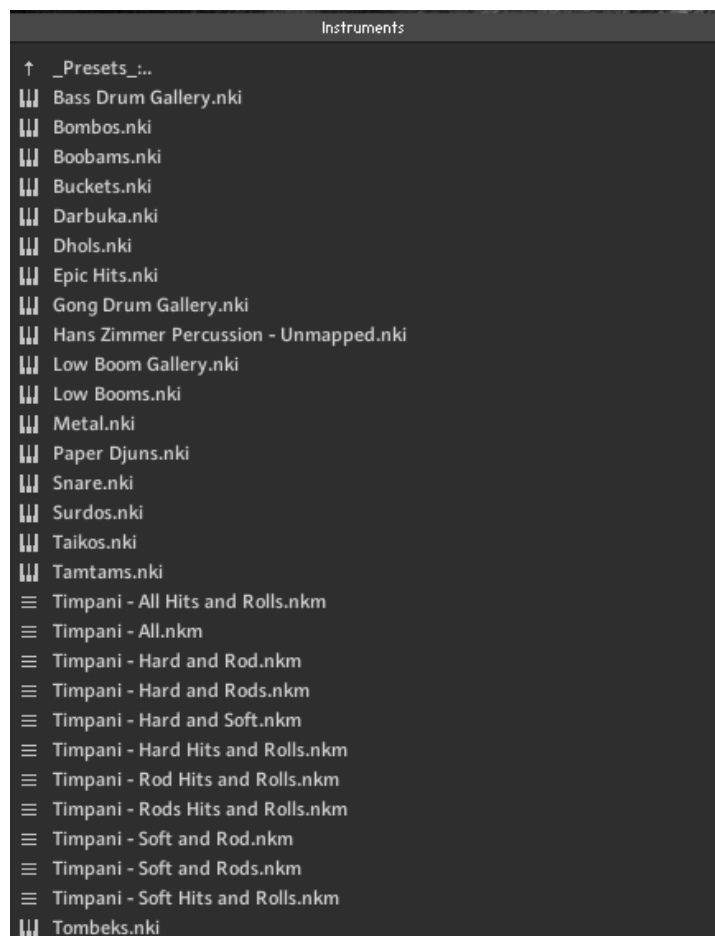 Instruments
↑ _Presets_:..
Bass Drum Gallery.nki
Bombos.nki
Boobams.nki
Buckets.nki
Darbuka.nki
Dhols.nki
Epic Hits.nki
Gong Drum Gallery.nki
Hans Zimmer Percussion - Unmapped.nki
Low Boom Gallery.nki
Low Booms.nki
Metal.nki
Paper Djuns.nki
Snare.nki
Surdos.nki
Taikos.nki
Tamtams.nki
Timpani - All Hits and Rolls.nkm
Timpani - All.nkm
Timpani - Hard and Rod.nkm
Timpani - Hard and Rods.nkm
Timpani - Hard and Soft.nkm
Timpani - Hard Hits and Rolls.nkm
Timpani - Rod Hits and Rolls.nkm
Timpani - Rods Hits and Rolls.nkm
Timpani - Soft and Rod.nkm
Timpani - Soft and Rods.nkm
Timpani - Soft Hits and Rolls.nkm
Tombeks.nki